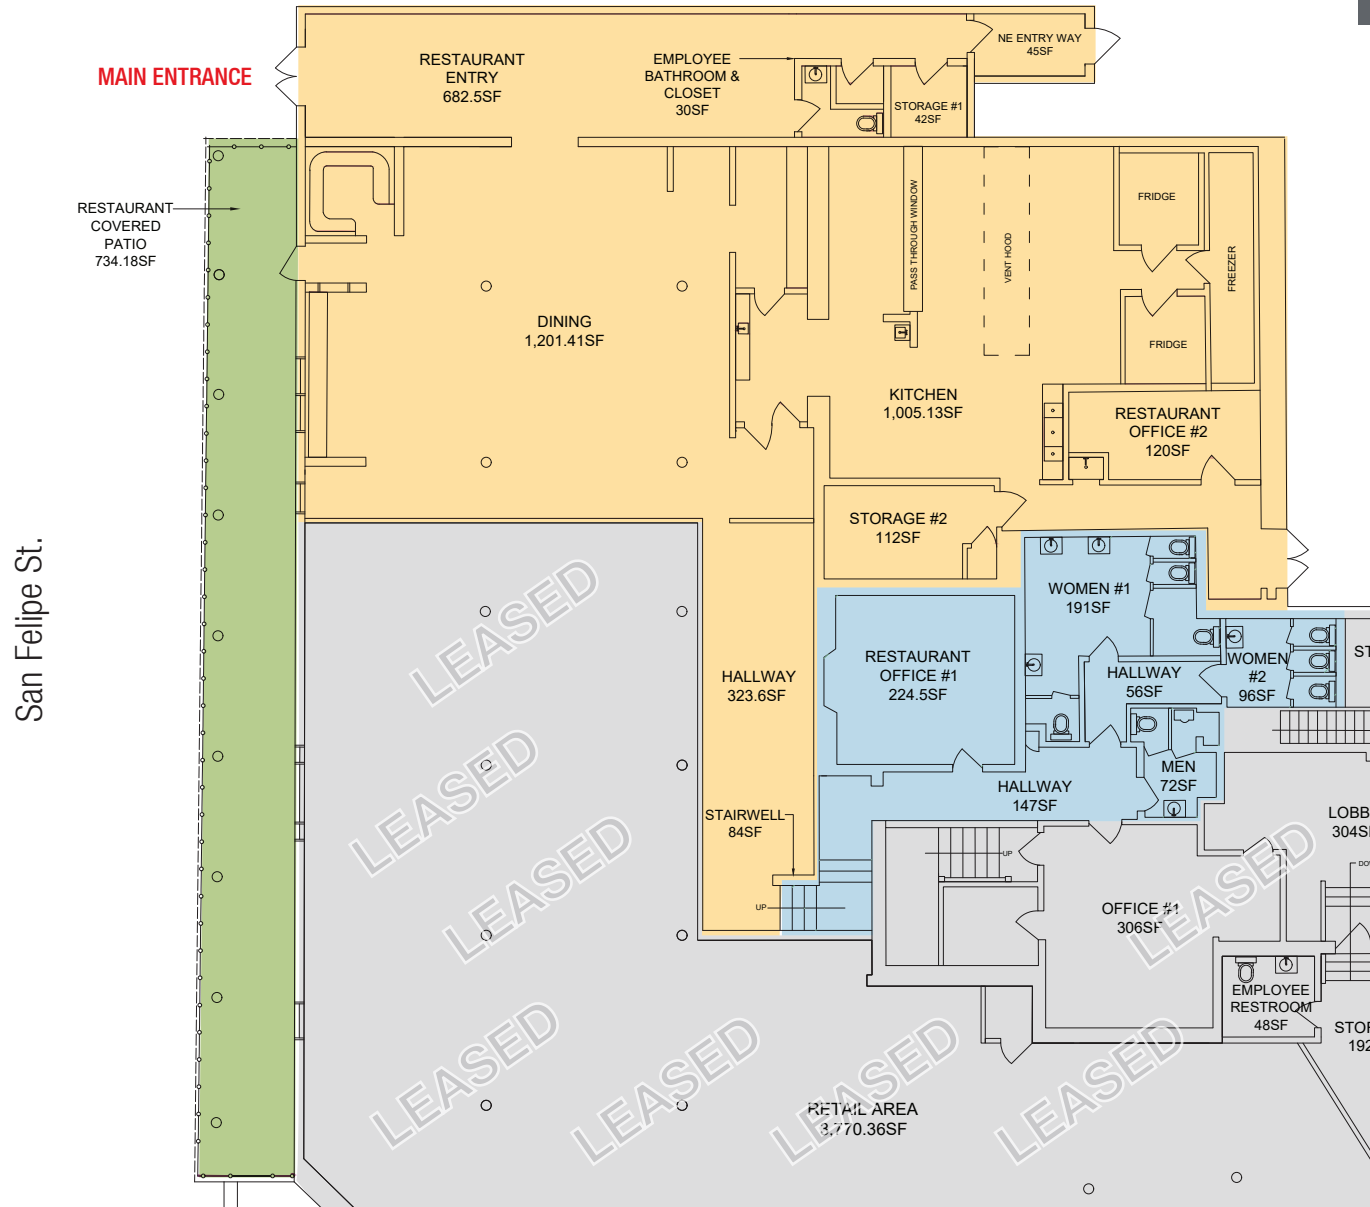 MAIN ENTRANCE
RESTAURANT
ENTRY
682.5SF
EMPLOYEE
BATHROOM &
CLOSET
30SF
NE ENTRY WAY
45SF
STORAGE #1
42SF
RESTAURANT
COVERED
PATIO
734.18SF
DINING
1,201.41SF
PASS THROUGH WINDOW
VENT HOOD
FRIDGE
FREEZER
FRIDGE
KITCHEN
1,005.13SF
RESTAURANT
OFFICE #2
120SF
STORAGE #2
112SF
San Felipe St.
WOMEN #1
191SF
RESTAURANT
OFFICE #1
224.5SF
HALLWAY
323.6SF
HALLWAY
56SF
WOMEN
#2
96SF
MEN
72SF
HALLWAY
147SF
STAIRWELL
84SF
UP
UP
OFFICE #1
306SF
EMPLOYEE
RESTROOM
48SF
RETAIL AREA
3,770.36SF
LEASED
LEASED
LEASED
LEASED
LEASED
LEASED
LEASED
LEASED